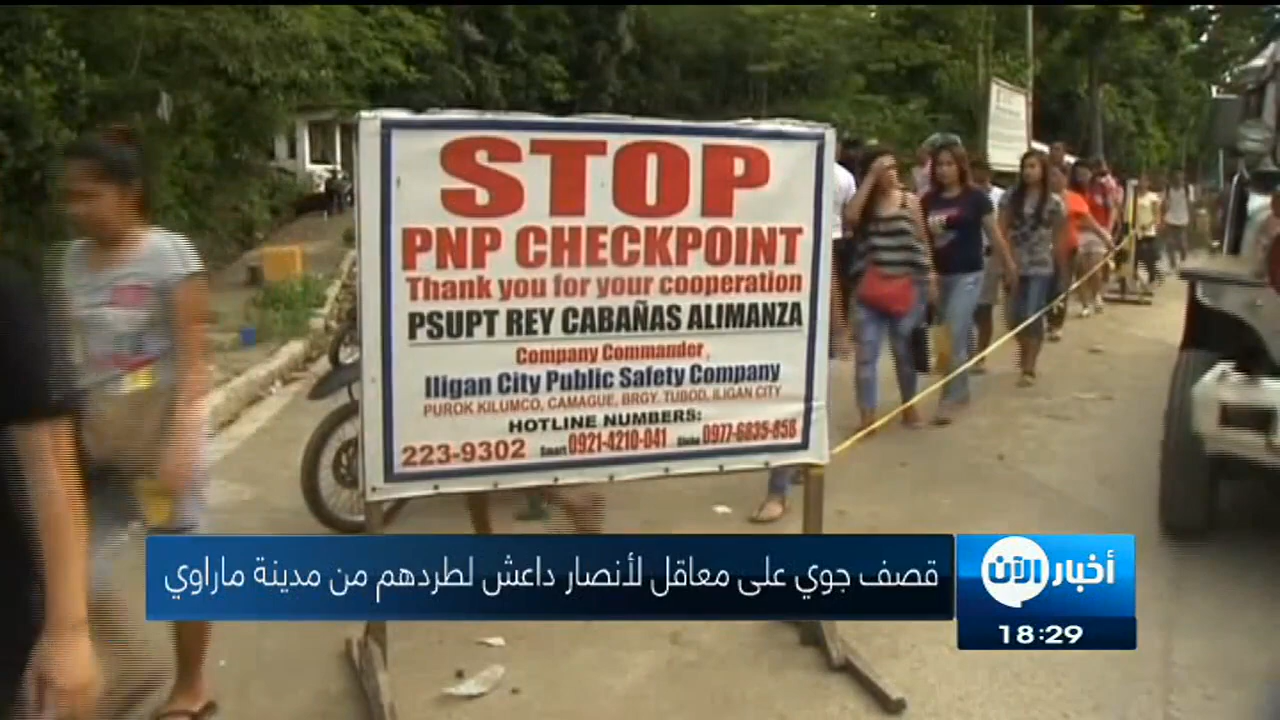 STOP
PNP CHECKPOINT
Thank you for your cooperation
PSUPT REY CABAÑAS ALIMANZA
Company Commander,
Iligan City Public Safety Company
PUROK KILUMCO, CAMAGUE, BRGY. TUBOD, ILIGAN CITY
HOTLINE NUMBERS:
223-9302 Smart 0921-4210-041 Globe 0977-6835-858
قصف جوي على معاقل لأنصار داعش لطردهم من مدينة ماراوي
أخبار الآن
18:29